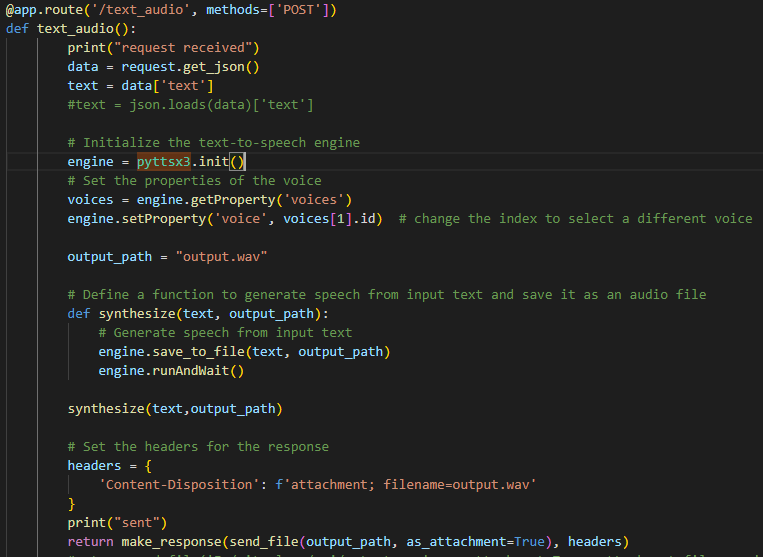 @app.route('/text_audio', methods=['POST'])
def text_audio():
        print("request received")
        data = request.get_json()
        text = data['text']
        #text = json.loads(data)['text']

        # Initialize the text-to-speech engine
        engine = pyttsx3.init()
        # Set the properties of the voice
        voices = engine.getProperty('voices')
        engine.setProperty('voice', voices[1].id)  # change the index to select a different voice

        output_path = "output.wav"

        # Define a function to generate speech from input text and save it as an audio file
        def synthesize(text, output_path):
            # Generate speech from input text
            engine.save_to_file(text, output_path)
            engine.runAndWait()

        synthesize(text,output_path)

        # Set the headers for the response
        headers = {
            'Content-Disposition': f'attachment; filename=output.wav'
        }
        print("sent")
        return make_response(send_file(output_path, as_attachment=True), headers)